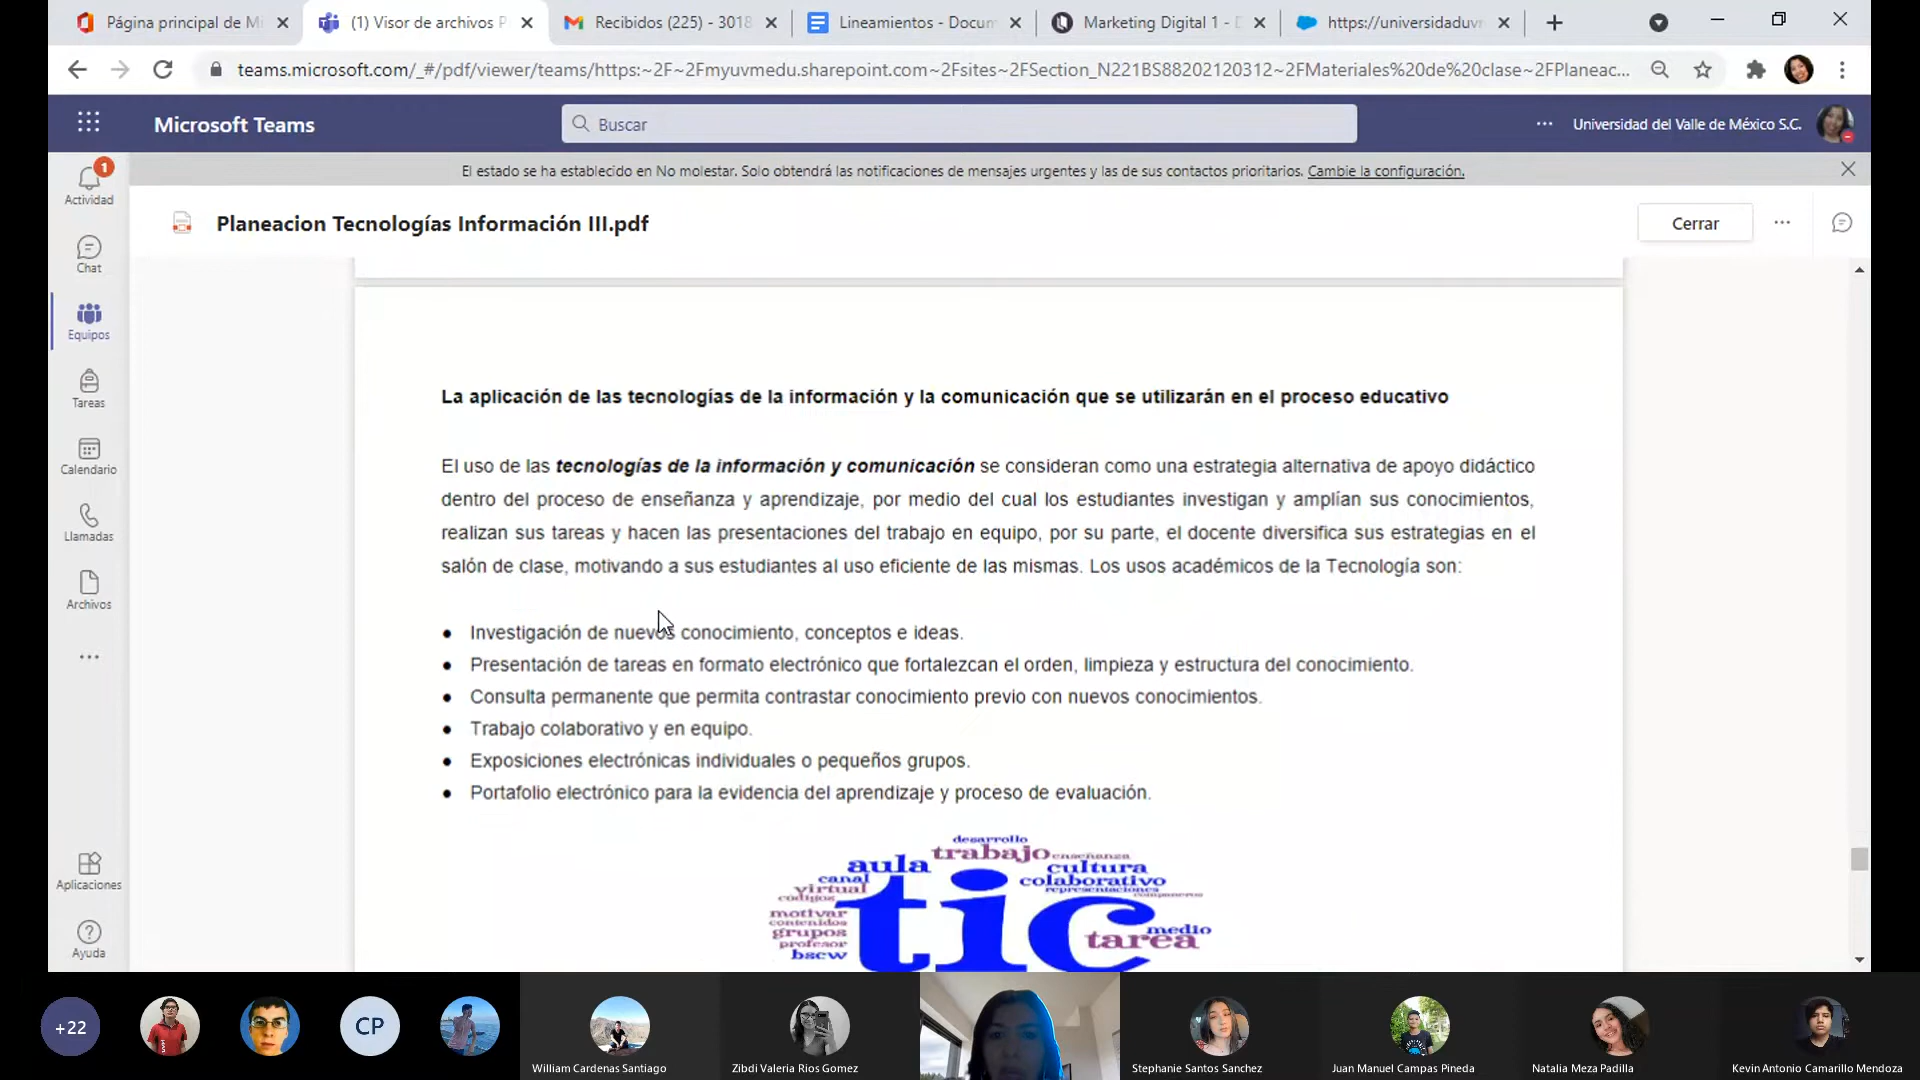 Página principal de Mi
(1) Visor de archivos P
Recibidos (225) - 3018
Lineamientos - Docum
Marketing Digital 1 - D
https://universidaduvm
teams.microsoft.com/_#/pdf/viewer/teams/https:~2F~2Fmyuvmedu.sharepoint.com~2Fsites~2FSection_N221BS88202120312~2FMateriales%20de%20clase~2FPlaneac...
Microsoft Teams
Buscar
Universidad del Valle de México S.C.
El estado se ha establecido en No molestar. Solo obtendrá las notificaciones de mensajes urgentes y las de sus contactos prioritarios. Cambie la configuración.
1
Actividad
Chat
Equipos
Tareas
Calendario
Llamadas
Archivos
Aplicaciones
Ayuda
Planeacion Tecnologías Información III.pdf
Cerrar
La aplicación de las tecnologías de la información y la comunicación que se utilizarán en el proceso educativo
El uso de las tecnologías de la información y comunicación se consideran como una estrategia alternativa de apoyo didáctico
dentro del proceso de enseñanza y aprendizaje, por medio del cual los estudiantes investigan y amplían sus conocimientos,
realizan sus tareas y hacen las presentaciones del trabajo en equipo, por su parte, el docente diversifica sus estrategias en el
salón de clase, motivando a sus estudiantes al uso eficiente de las mismas. Los usos académicos de la Tecnología son:
● Investigación de nuevos conocimiento, conceptos e ideas.
● Presentación de tareas en formato electrónico que fortalezcan el orden, limpieza y estructura del conocimiento.
● Consulta permanente que permita contrastar conocimiento previo con nuevos conocimientos.
● Trabajo colaborativo y en equipo.
● Exposiciones electrónicas individuales o pequeños grupos.
● Portafolio electrónico para la evidencia del aprendizaje y proceso de evaluación.
desarrollo
trabajo enseñanza
aula cultura
canal colaborativo
virtual representaciones
codigos companeros
tic
motivar
contenidos
grupos medio
profesor tarea
bscw
+22
CP
William Cardenas Santiago
Zibdi Valeria Rios Gomez
Stephanie Santos Sanchez
Juan Manuel Campas Pineda
Natalia Meza Padilla
Kevin Antonio Camarillo Mendoza